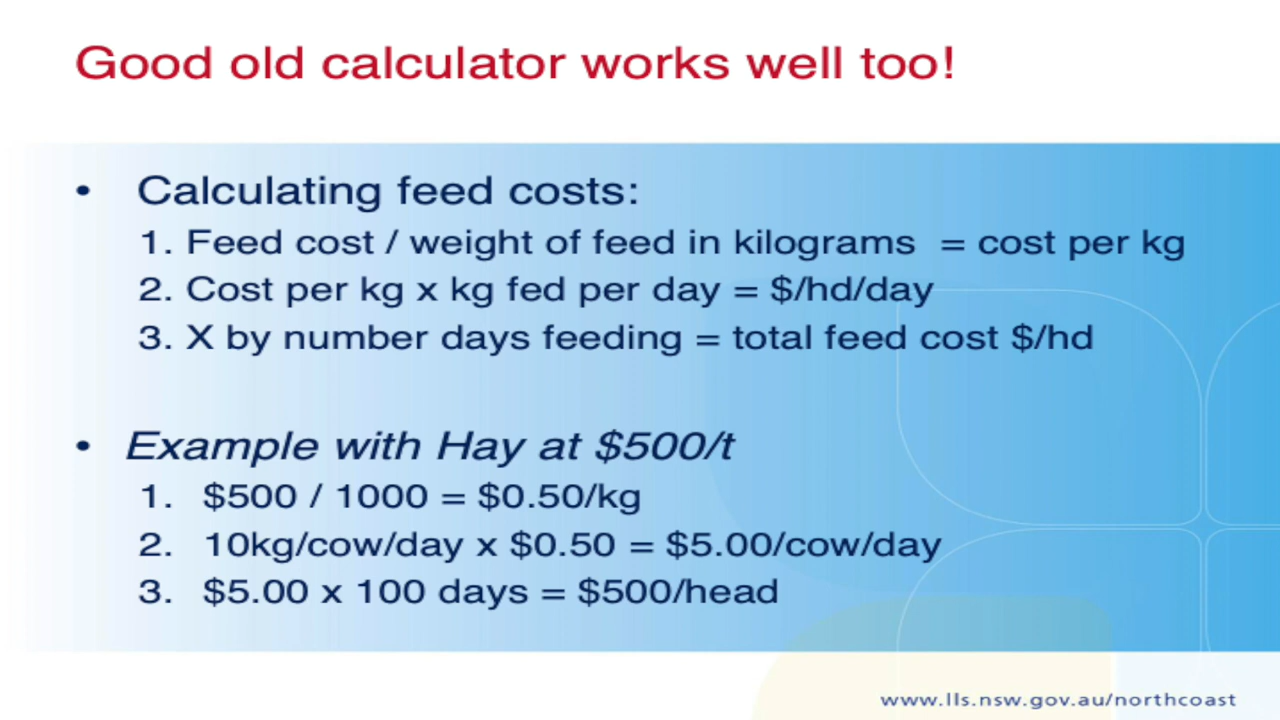 Good old calculator works well too!
• Calculating feed costs:
1. Feed cost / weight of feed in kilograms = cost per kg
2. Cost per kg x kg fed per day = $/hd/day
3. X by number days feeding = total feed cost $/hd
• Example with Hay at $500/t
1. $500 / 1000 = $0.50/kg
2. 10kg/cow/day x $0.50 = $5.00/cow/day
3. $5.00 x 100 days = $500/head
www.lls.nsw.gov.au/northcoast